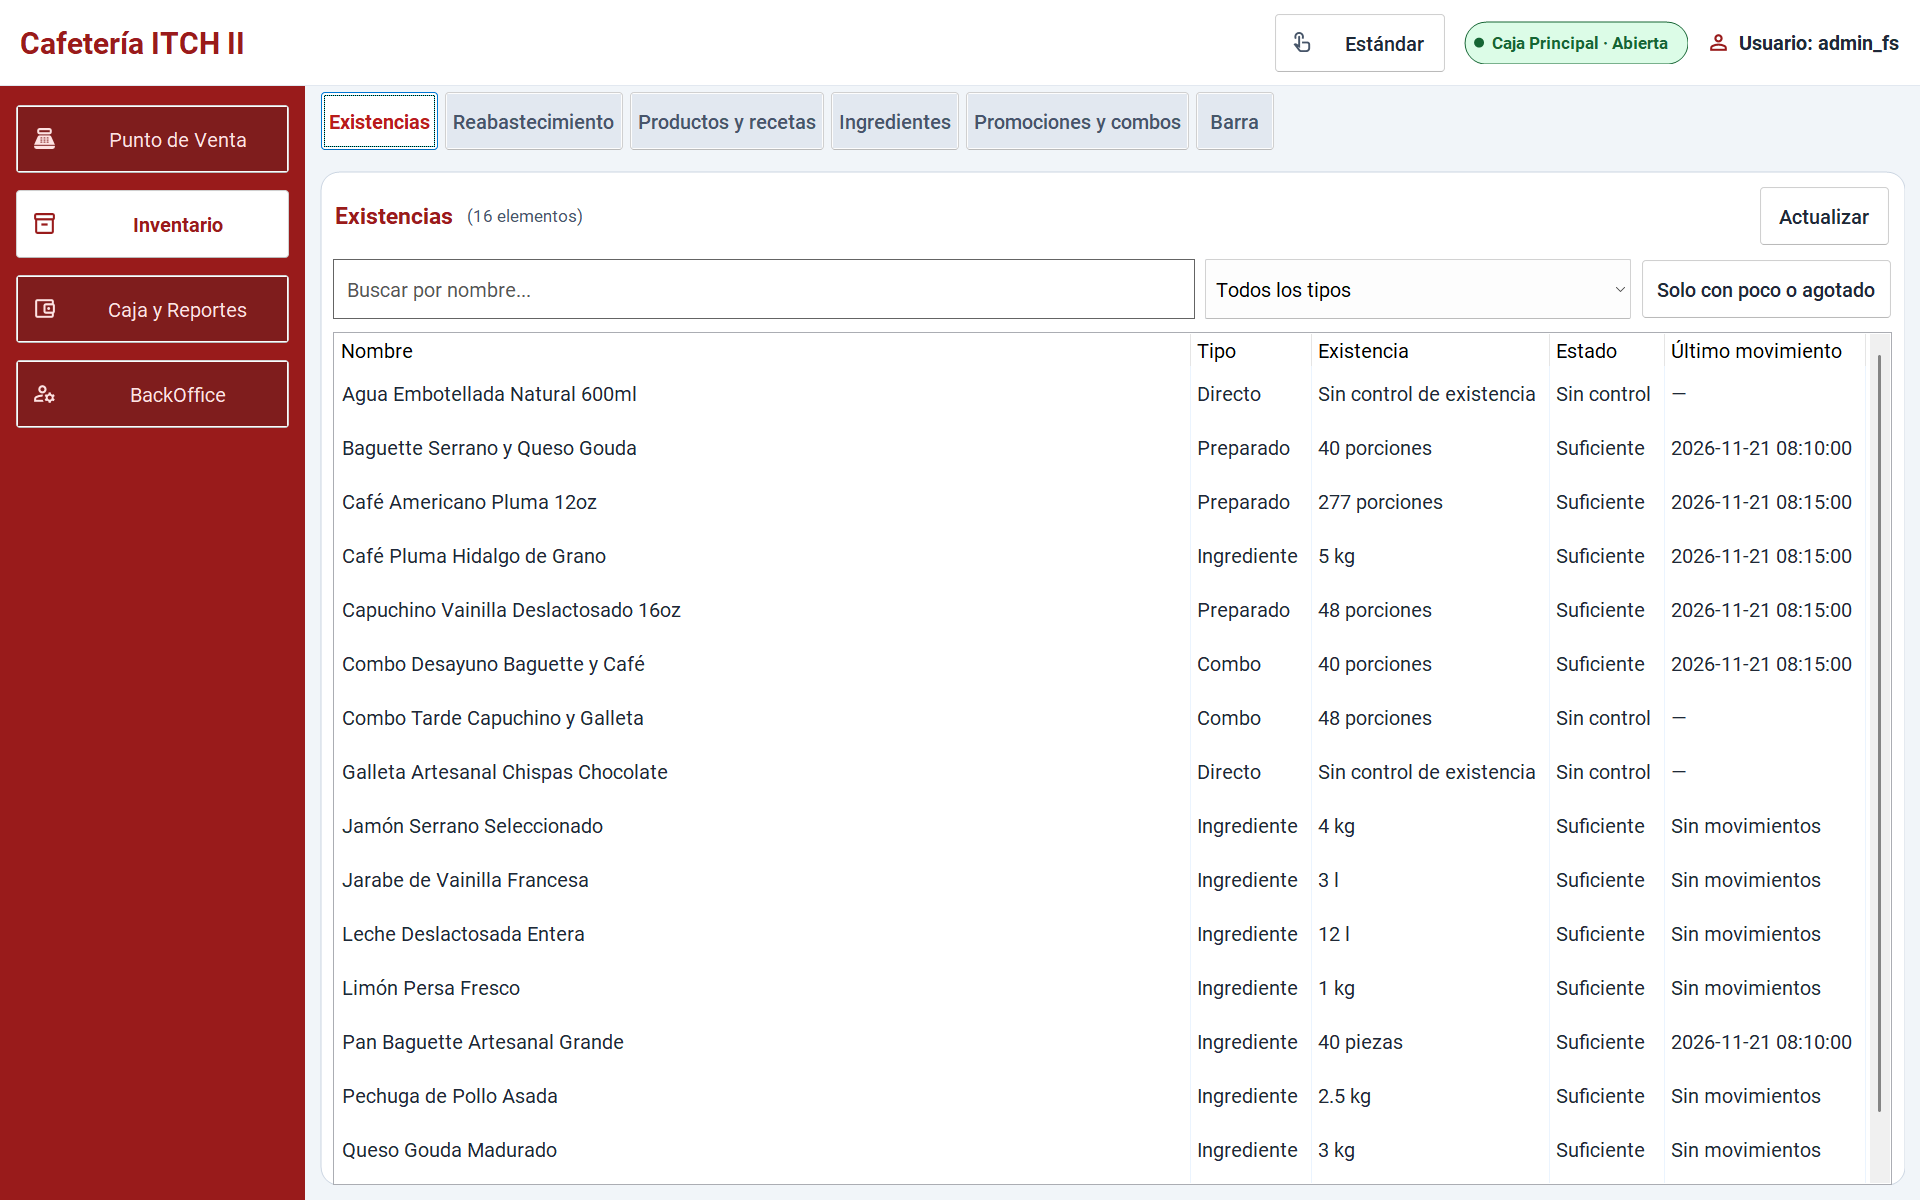 Cafetería ITCH II
Estándar
Caja Principal · Abierta
Usuario: admin_fs
Punto de Venta
Inventario
Caja y Reportes
BackOffice
Existencias Reabastecimiento Productos y recetas Ingredientes Promociones y combos Barra
Existencias (16 elementos)
Actualizar
Buscar por nombre...
Todos los tipos
Solo con poco o agotado
Nombre Tipo Existencia Estado Último movimiento
Agua Embotellada Natural 600ml Directo Sin control de existencia Sin control —
Baguette Serrano y Queso Gouda Preparado 40 porciones Suficiente 2026-11-21 08:10:00
Café Americano Pluma 12oz Preparado 277 porciones Suficiente 2026-11-21 08:15:00
Café Pluma Hidalgo de Grano Ingrediente 5 kg Suficiente 2026-11-21 08:15:00
Capuchino Vainilla Deslactosado 16oz Preparado 48 porciones Suficiente 2026-11-21 08:15:00
Combo Desayuno Baguette y Café Combo 40 porciones Suficiente 2026-11-21 08:15:00
Combo Tarde Capuchino y Galleta Combo 48 porciones Sin control —
Galleta Artesanal Chispas Chocolate Directo Sin control de existencia Sin control —
Jamón Serrano Seleccionado Ingrediente 4 kg Suficiente Sin movimientos
Jarabe de Vainilla Francesa Ingrediente 3 l Suficiente Sin movimientos
Leche Deslactosada Entera Ingrediente 12 l Suficiente Sin movimientos
Limón Persa Fresco Ingrediente 1 kg Suficiente Sin movimientos
Pan Baguette Artesanal Grande Ingrediente 40 piezas Suficiente 2026-11-21 08:10:00
Pechuga de Pollo Asada Ingrediente 2.5 kg Suficiente Sin movimientos
Queso Gouda Madurado Ingrediente 3 kg Suficiente Sin movimientos